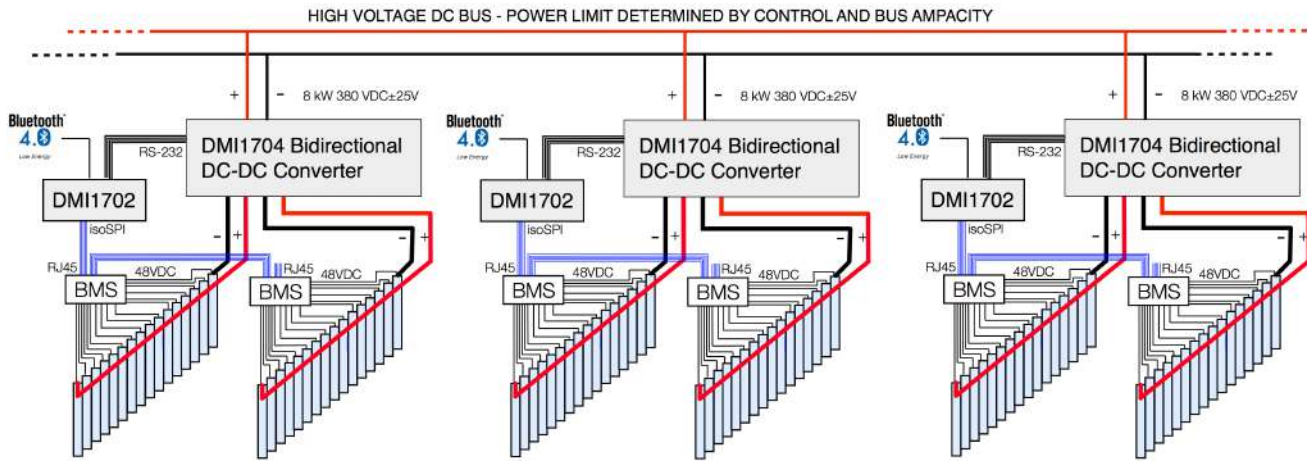 HIGH VOLTAGE DC BUS - POWER LIMIT DETERMINED BY CONTROL AND BUS AMPACITY
+ − 8 kW 380 VDC±25V
+ − 8 kW 380 VDC±25V
+ − 8 kW 380 VDC±25V
Bluetooth®
4.0
Low Energy
RS-232
DMI1704 Bidirectional
DC-DC Converter
DMI1702
isoSPI
− +
− +
RJ45
48VDC
BMS
RJ45
48VDC
BMS
Bluetooth®
4.0
Low Energy
RS-232
DMI1704 Bidirectional
DC-DC Converter
DMI1702
isoSPI
− +
− +
RJ45
48VDC
BMS
RJ45
48VDC
BMS
Bluetooth®
4.0
Low Energy
RS-232
DMI1704 Bidirectional
DC-DC Converter
DMI1702
isoSPI
− +
− +
RJ45
48VDC
BMS
RJ45
48VDC
BMS